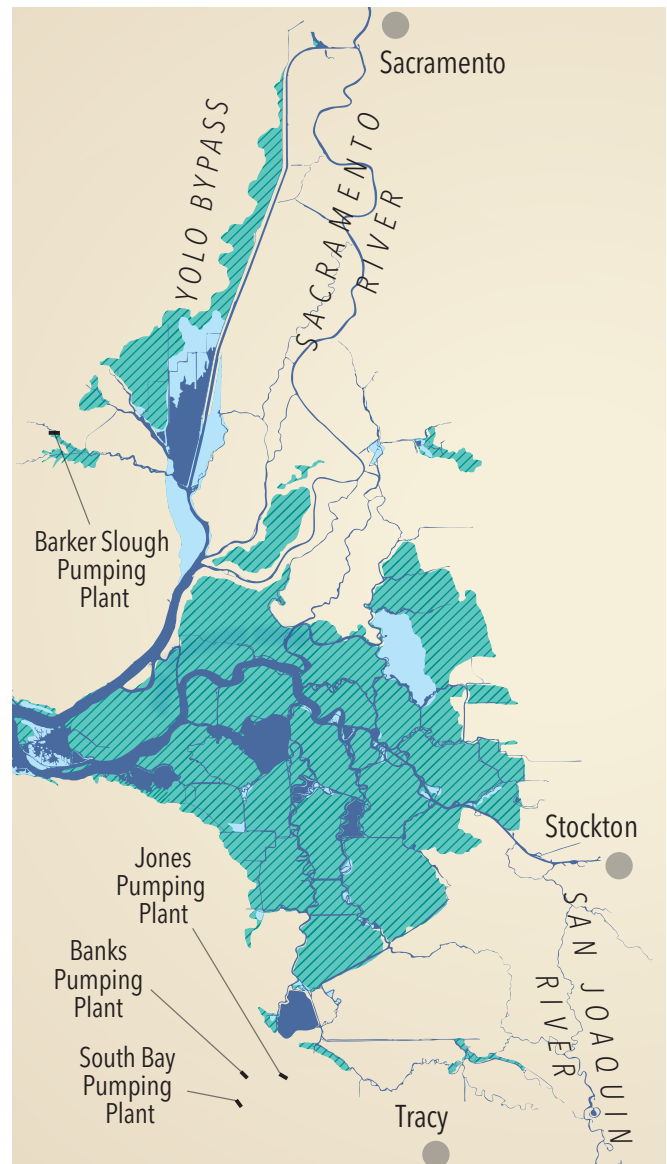 Sacramento
YOLO BYPASS
SACRAMENTO
RIVER
Barker Slough
Pumping
Plant
Stockton
Jones
Pumping
Plant
SAN JOAQUIN
RIVER
Banks
Pumping
Plant
South Bay
Pumping
Plant
Tracy